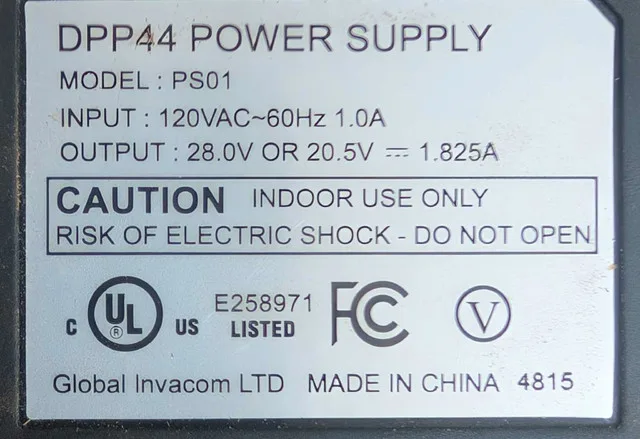 DPP44 POWER SUPPLY
MODEL : PS01
INPUT : 120VAC~60Hz 1.0A
OUTPUT : 28.0V OR 20.5V ⎓ 1.825A
CAUTION INDOOR USE ONLY
RISK OF ELECTRIC SHOCK - DO NOT OPEN
C UL ® US E258971 LISTED FC V
Global Invacom LTD MADE IN CHINA 4815